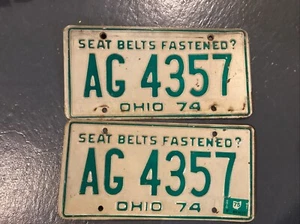 SEAT BELTS FASTENED?
AG 4357
OHIO 74
SEAT BELTS FASTENED?
AG 4357
OHIO 74